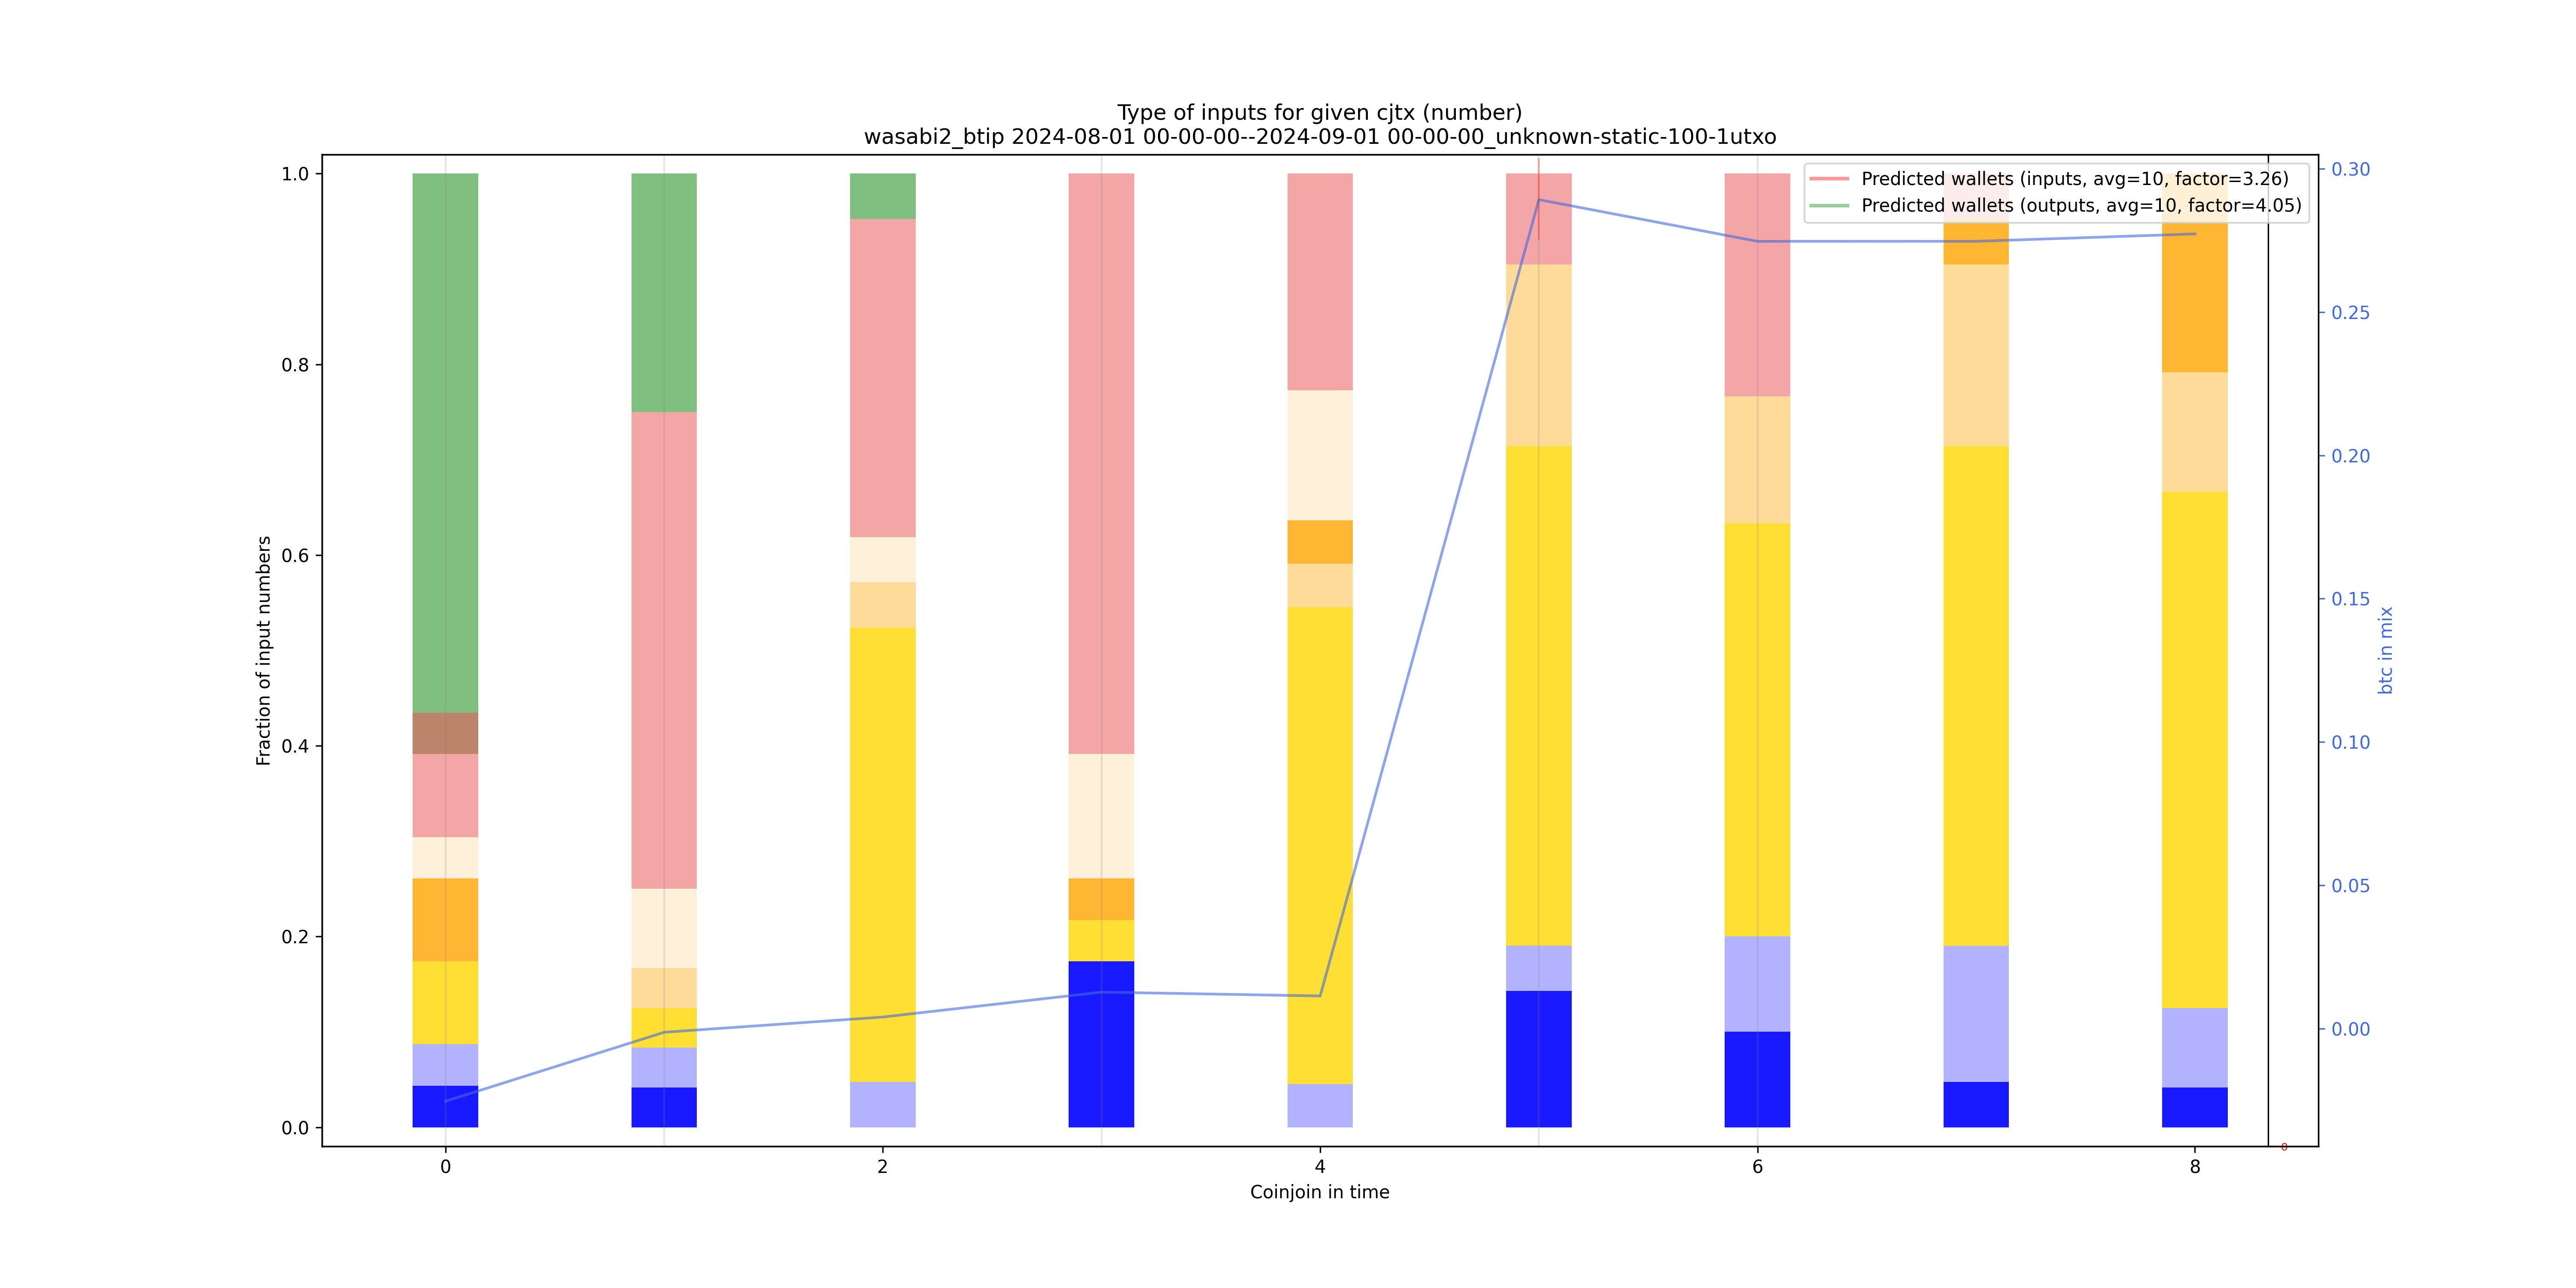 Type of inputs for given cjtx (number)
wasabi2_btip 2024-08-01 00-00-00--2024-09-01 00-00-00_unknown-static-100-1utxo
Predicted wallets (inputs, avg=10, factor=3.26)
Predicted wallets (outputs, avg=10, factor=4.05)
Fraction of input numbers
1.0
0.8
0.6
0.4
0.2
0.0
0.30
0.25
0.20
0.15
0.10
0.05
0.00
btc in mix
0
0
2
4
6
8
Coinjoin in time